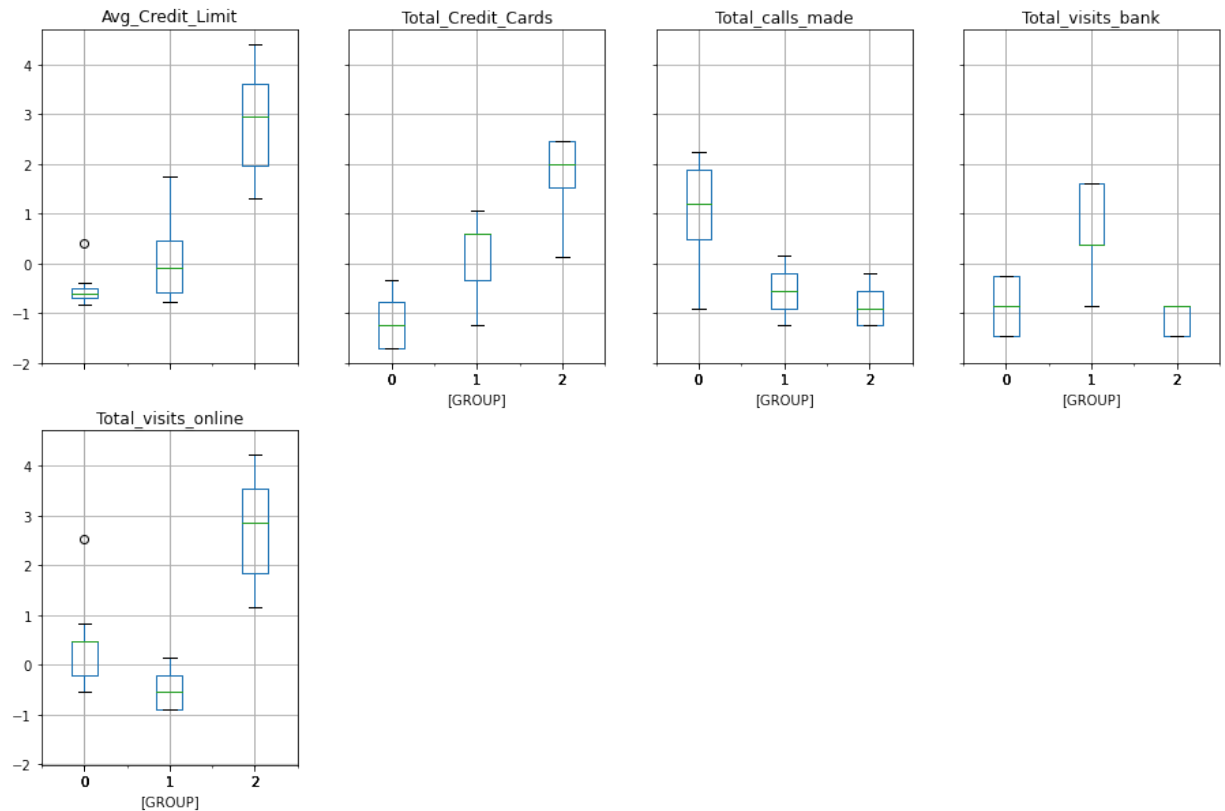 Avg_Credit_Limit Total_Credit_Cards Total_calls_made Total_visits_bank
4
3
2
1
0
−1
−2
0 1 2 0 1 2 0 1 2
[GROUP] [GROUP] [GROUP]
Total_visits_online
4
3
2
1
0
−1
−2
0 1 2
[GROUP]